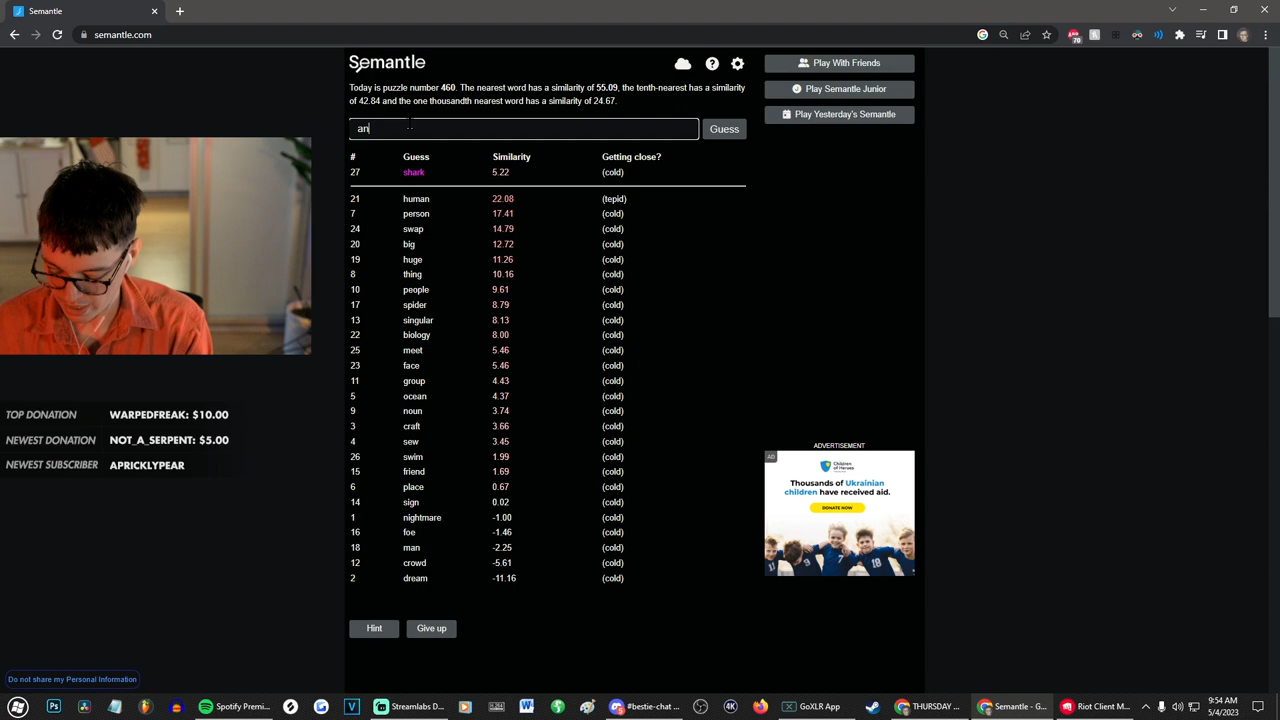 Semantle
semantle.com
70
Semantle
Play With Friends
Today is puzzle number 460. The nearest word has a similarity of 55.09, the tenth-nearest has a similarity
of 42.84 and the one thousandth nearest word has a similarity of 24.67.
Play Semantle Junior
Play Yesterday's Semantle
an
Guess
# Guess Similarity Getting close?
27 shark 5.22 (cold)
21 human 22.08 (tepid)
7 person 17.41 (cold)
24 swap 14.79 (cold)
20 big 12.72 (cold)
19 huge 11.26 (cold)
8 thing 10.16 (cold)
10 people 9.61 (cold)
17 spider 8.79 (cold)
13 singular 8.13 (cold)
22 biology 8.00 (cold)
25 meet 5.46 (cold)
23 face 5.46 (cold)
11 group 4.43 (cold)
5 ocean 4.37 (cold)
9 noun 3.74 (cold)
3 craft 3.66 (cold)
4 sew 3.45 (cold)
26 swim 1.99 (cold)
15 friend 1.69 (cold)
6 place 0.67 (cold)
14 sign 0.02 (cold)
1 nightmare -1.00 (cold)
16 foe -1.46 (cold)
18 man -2.25 (cold)
12 crowd -5.61 (cold)
2 dream -11.16 (cold)
Hint
Give up
TOP DONATION WARPEDFREAK: $10.00
NEWEST DONATION NOT_A_SERPENT: $5.00
NEWEST SUBSCRIBER APRICKLYPEAR
ADVERTISEMENT
AD
Children
of Heroes
Thousands of Ukrainian
children have received aid.
DONATE NOW
Do not share my Personal Information
Spotify Premi...
Streamlabs D...
#bestie-chat ...
GoXLR App
THURSDAY ...
Semantle - G...
Riot Client M...
9:54 AM
5/4/2023